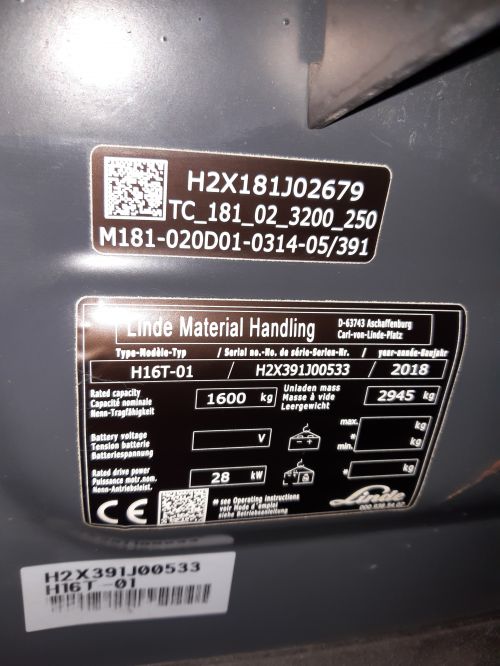 H2X181J02679
TC_181_02_3200_250
M181-020D01-0314-05/391
Linde Material Handling
D-63743 Aschaffenburg
Carl-von-Linde-Platz
Type-Modèle-Typ / Serial no.-No. de série-Serien-Nr. / year-année-Baujahr
H16T-01 / H2X391J00533 / 2018
Rated capacity
Capacité nominale
Nenn-Tragfähigkeit
1600 kg
Unladen mass
Masse à vide
Leergewicht
2945 kg
Battery voltage
Tension batterie
Batteriespannung
V
max. kg
* kg
min. kg
Rated drive power
Puissance motr.nom.
Nenn-Antriebsleist.
28 kW
* kg
CE
* see Operating instructions
voir Mode d'emploi
siehe Betriebsanleitung
Linde
H2X391J00533
H16T -01